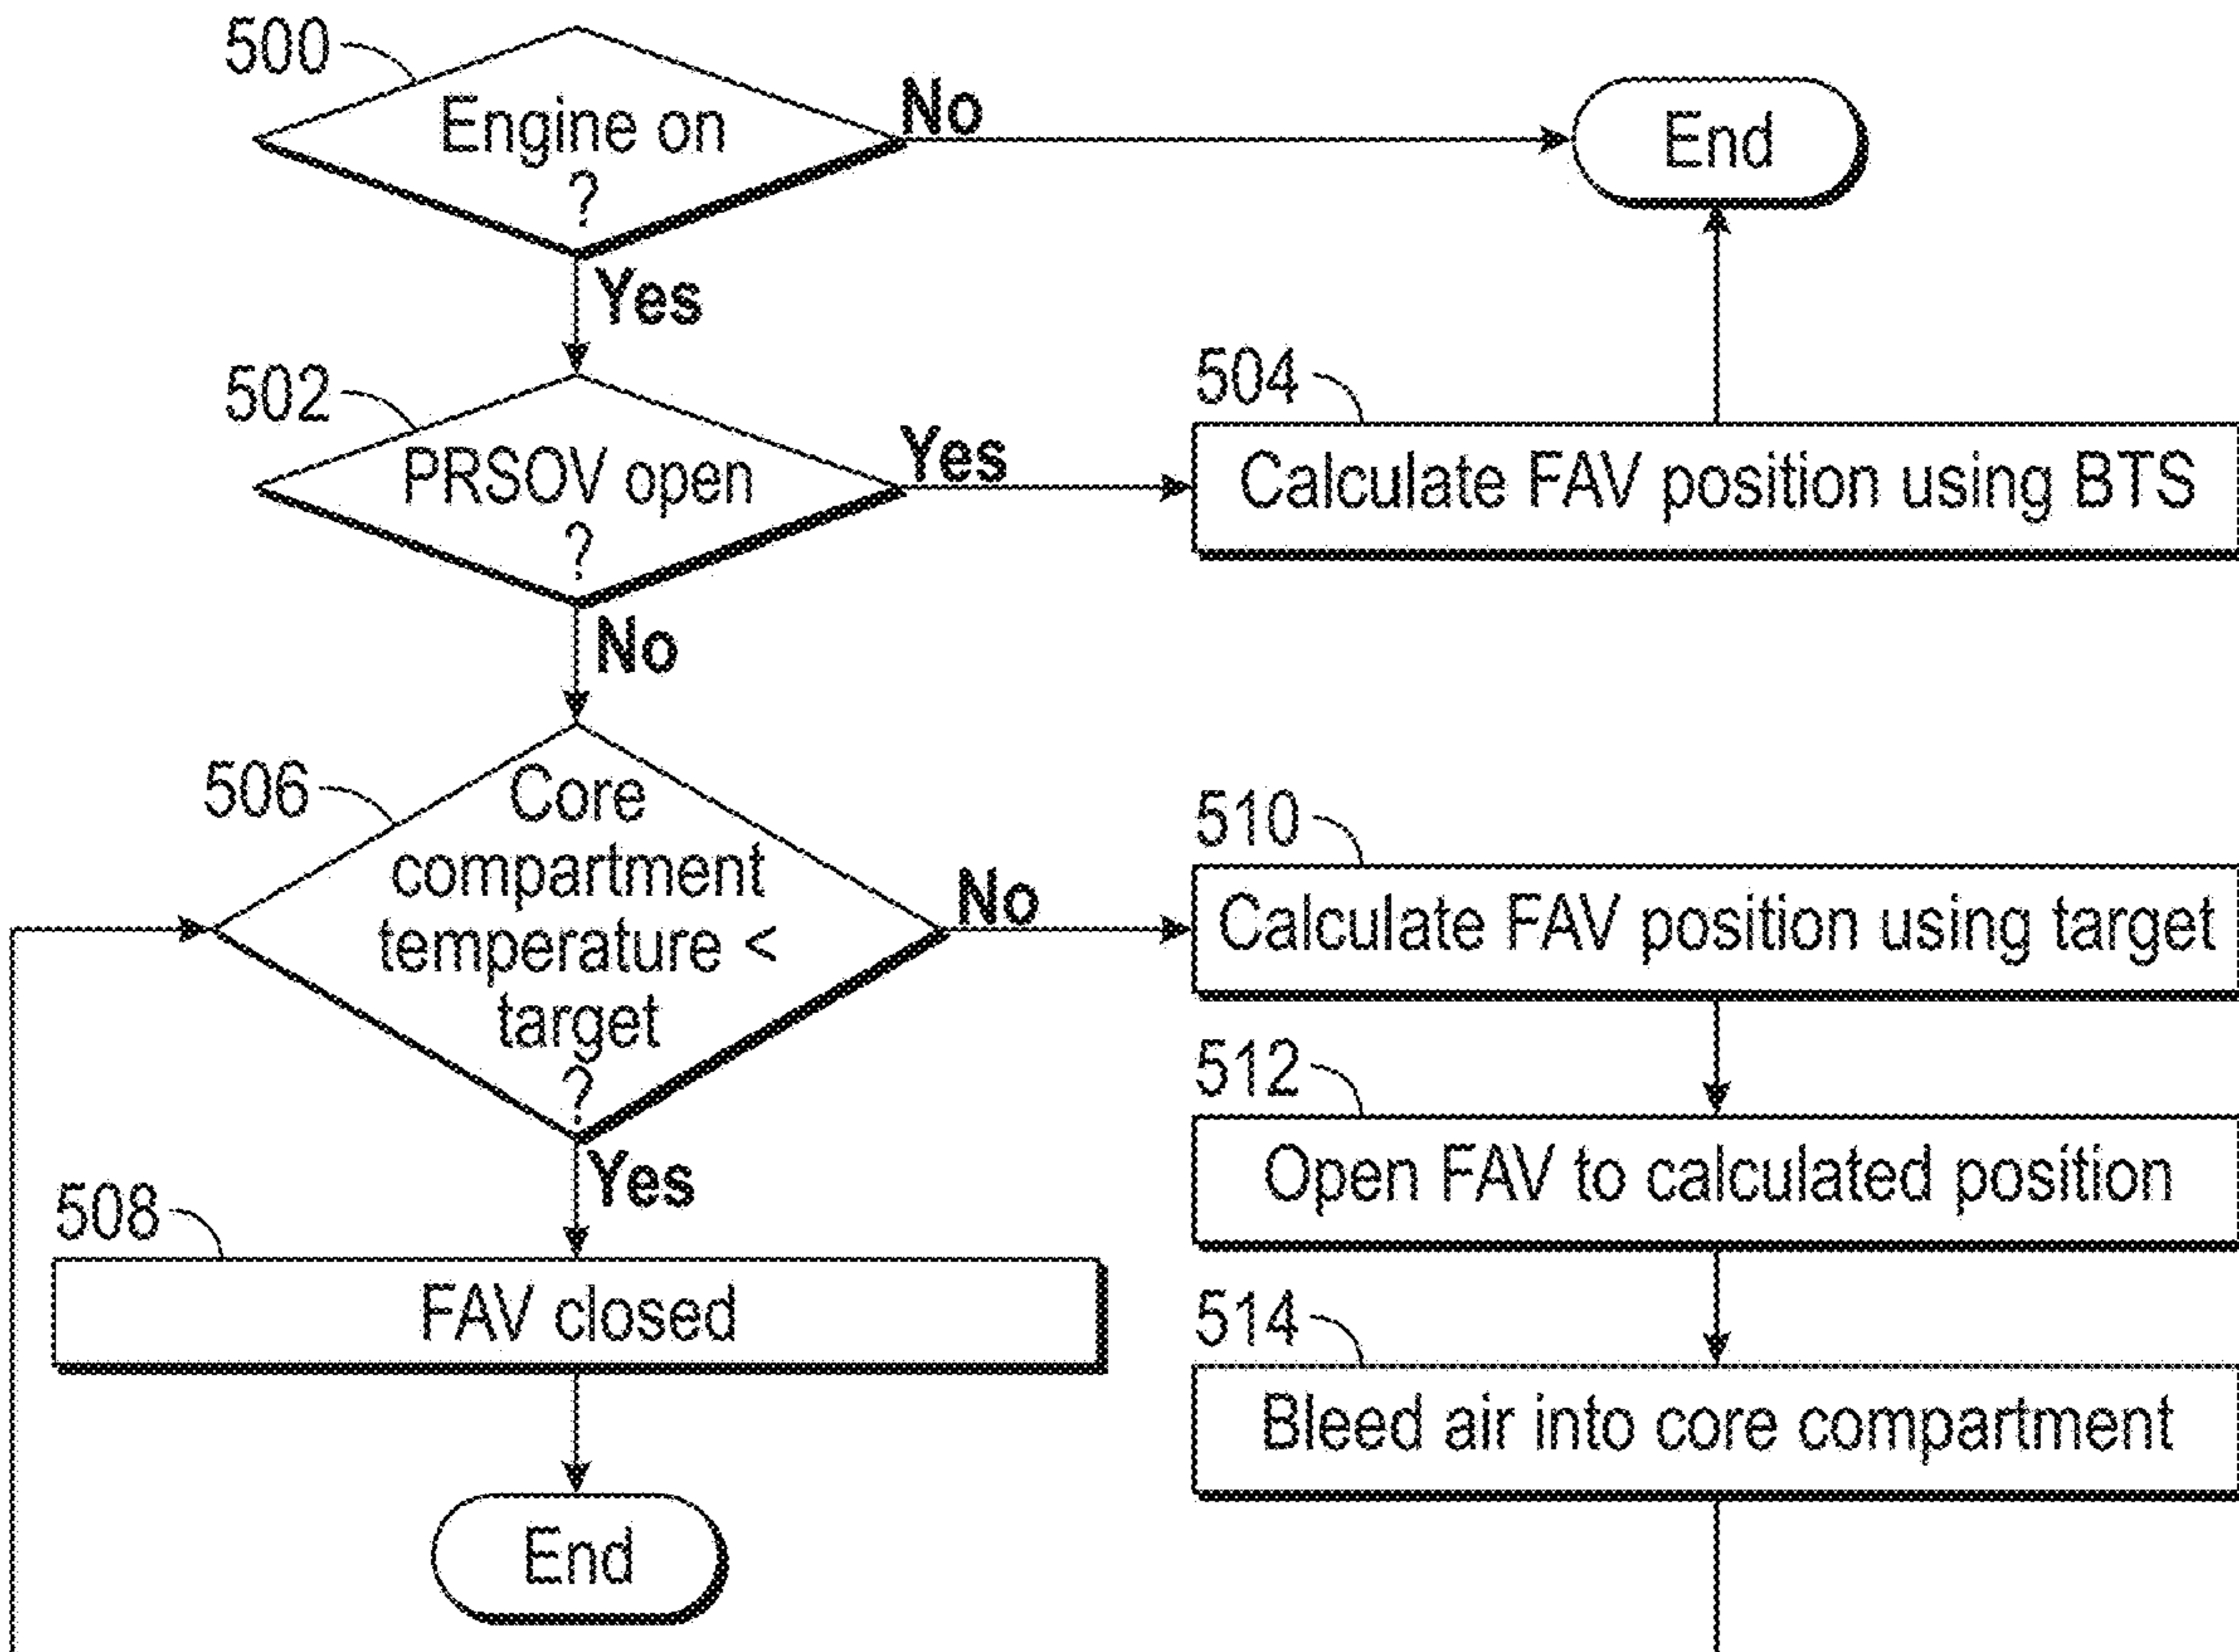 500
Engine on
?
No
End
Yes
502
PRSOV open
?
Yes
504
Calculate FAV position using BTS
No
506
Core
compartment
temperature <
target
?
No
510
Calculate FAV position using target
512
Open FAV to calculated position
Yes
508
FAV closed
514
Bleed air into core compartment
End